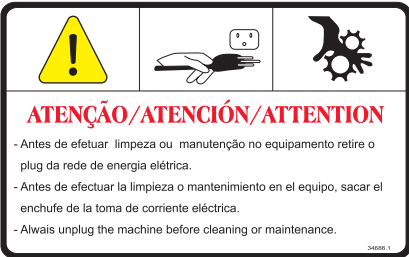 ATENÇÃO/ATENCIÓN/ATTENTION
- Antes de efetuar limpeza ou manutenção no equipamento retire o
plug da rede de energia elétrica.
- Antes de efectuar la limpieza o mantenimiento en el equipo, sacar el
enchufe de la toma de corriente eléctrica.
- Alwais unplug the machine before cleaning or maintenance.
34686.1